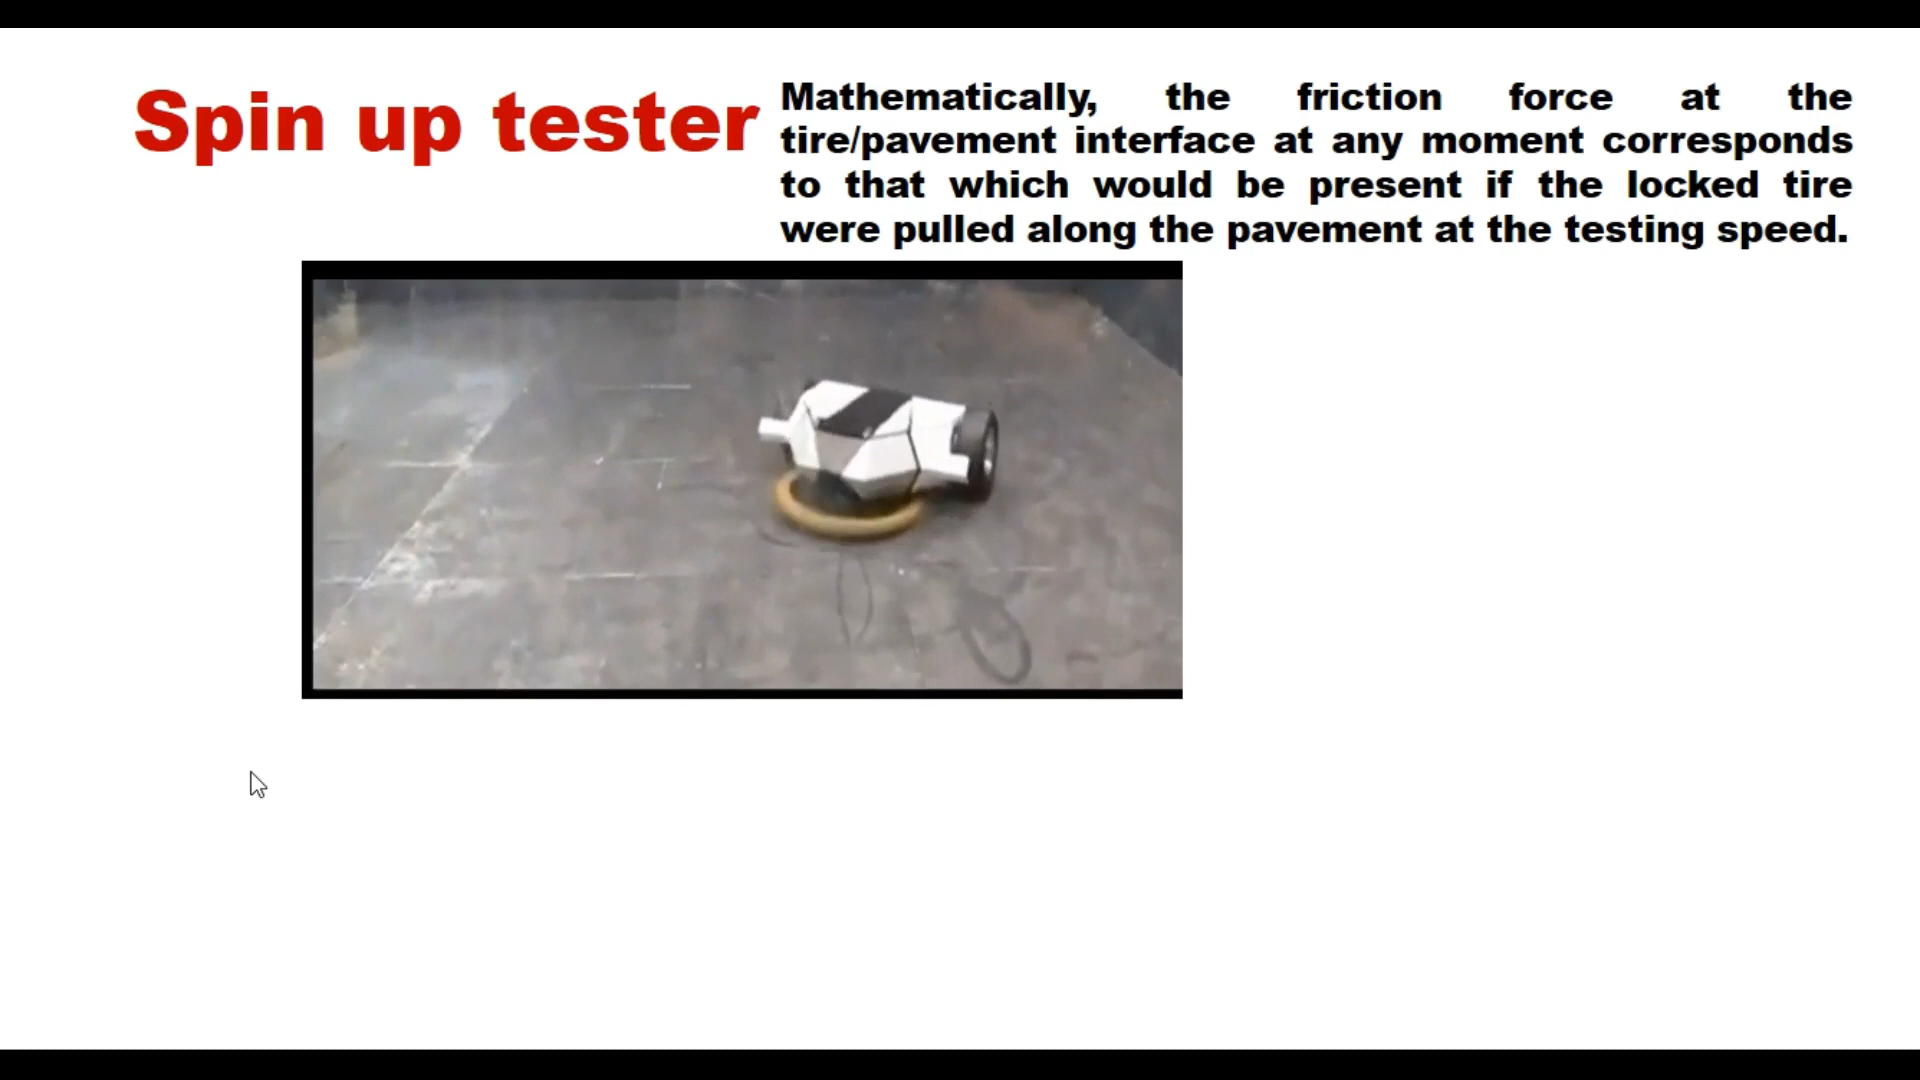 Spin up tester
Mathematically, the friction force at the
tire/pavement interface at any moment corresponds
to that which would be present if the locked tire
were pulled along the pavement at the testing speed.